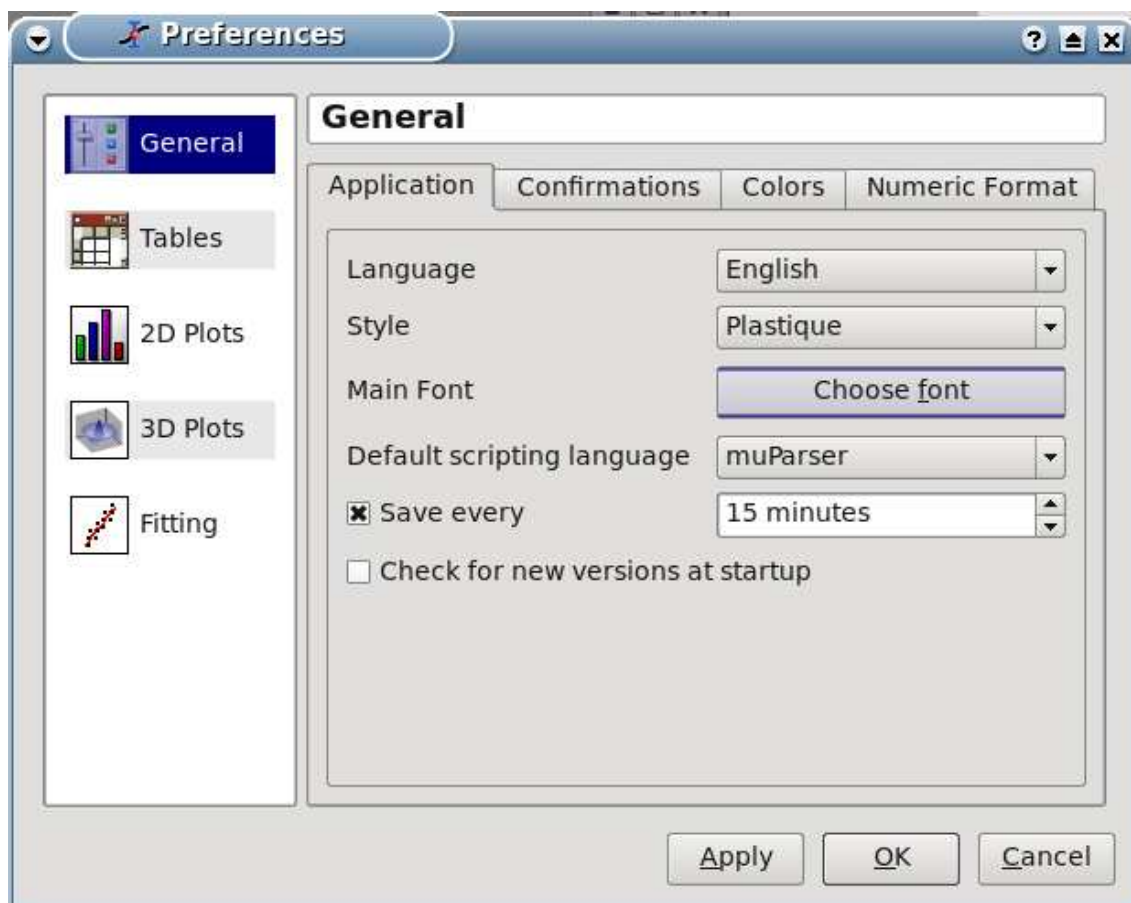 Preferences
General
Tables
2D Plots
3D Plots
Fitting
General
Application Confirmations Colors Numeric Format
Language English
Style Plastique
Main Font Choose font
Default scripting language muParser
Save every 15 minutes
Check for new versions at startup
Apply OK Cancel